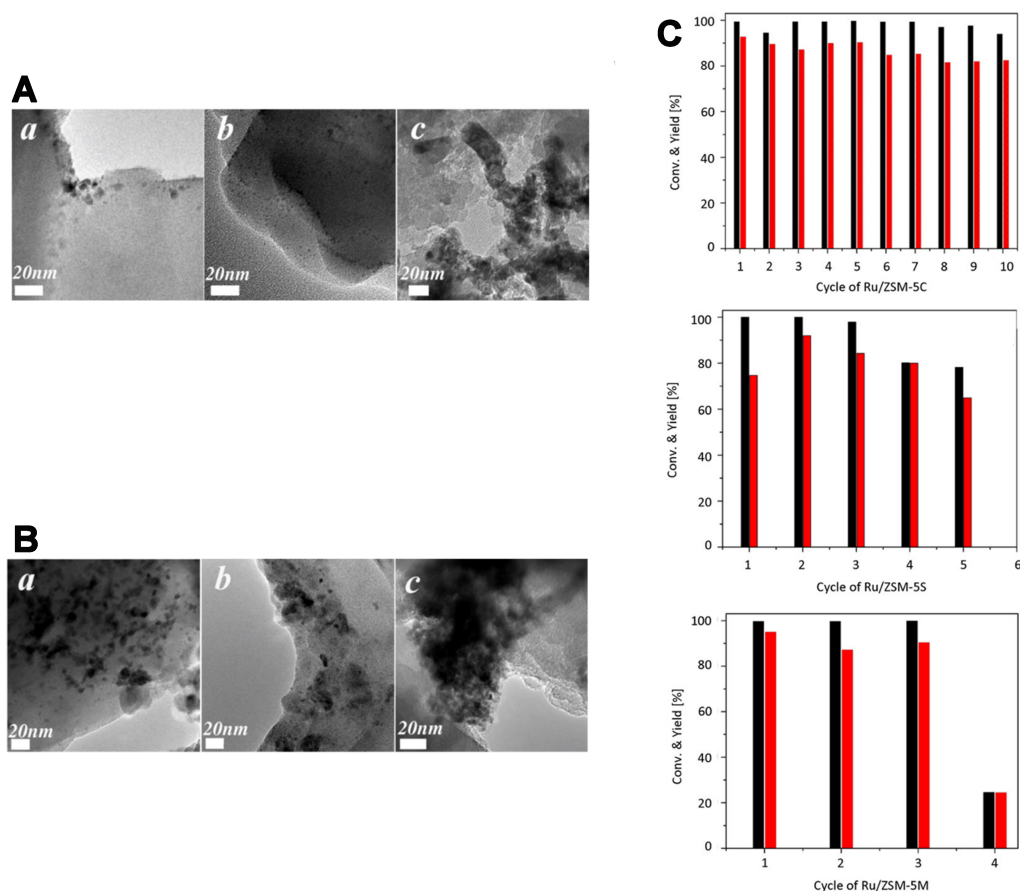 A
a
b
c
20nm
20nm
20nm
B
a
b
c
20nm
20nm
20nm
C
100
80
60
40
20
0
Conv. & Yield [%]
1 2 3 4 5 6 7 8 9 10
Cycle of Ru/ZSM-5C
100
80
60
40
20
0
Conv. & Yield [%]
1 2 3 4 5 6
Cycle of Ru/ZSM-5S
100
80
60
40
20
0
Conv. & Yield [%]
1 2 3 4
Cycle of Ru/ZSM-5M